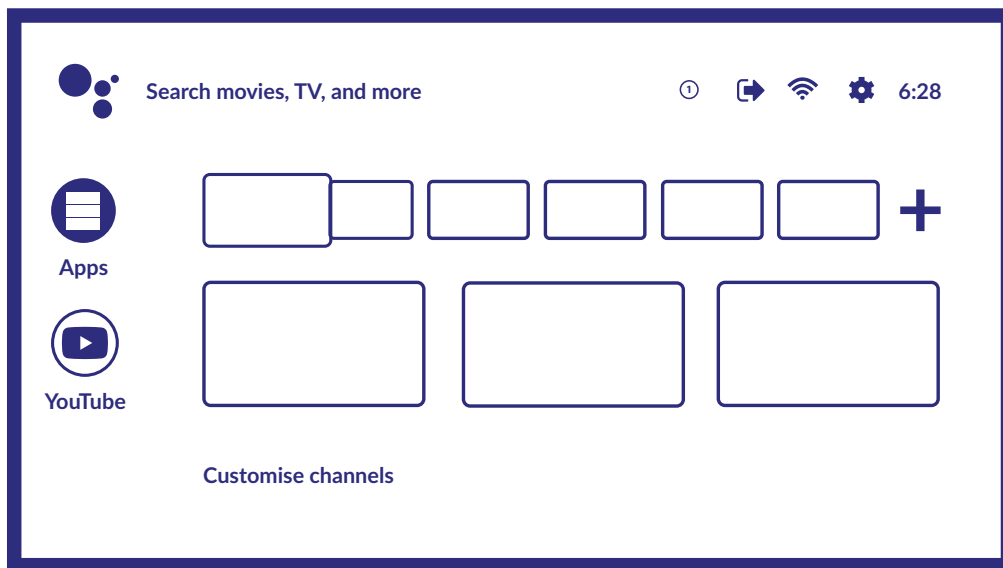 Search movies, TV, and more
1
6:28
Apps
YouTube
Customise channels